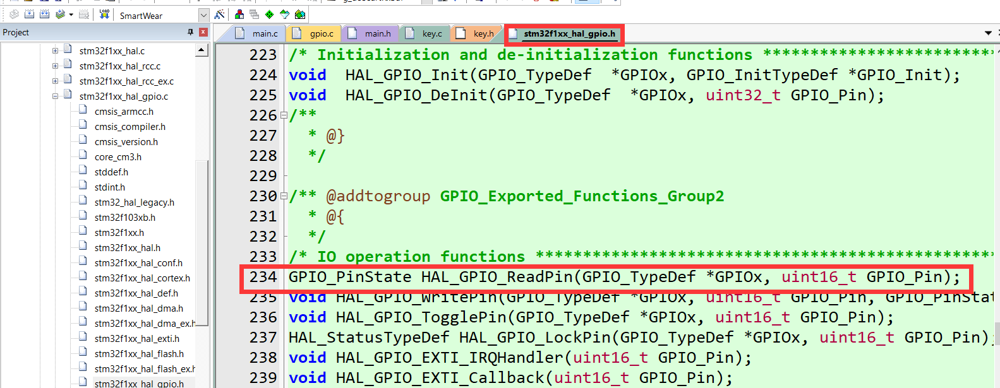 LOAD
SmartWear
Project
main.c
gpio.c
main.h
key.c
key.h
stm32f1xx_hal_gpio.h
stm32f1xx_hal.c
stm32f1xx_hal_rcc.c
stm32f1xx_hal_rcc_ex.c
stm32f1xx_hal_gpio.c
cmsis_armcc.h
cmsis_compiler.h
cmsis_version.h
core_cm3.h
stddef.h
stdint.h
stm32_hal_legacy.h
stm32f103xb.h
stm32f1xx.h
stm32f1xx_hal.h
stm32f1xx_hal_conf.h
stm32f1xx_hal_cortex.h
stm32f1xx_hal_def.h
stm32f1xx_hal_dma.h
stm32f1xx_hal_dma_ex.h
stm32f1xx_hal_exti.h
stm32f1xx_hal_flash.h
stm32f1xx_hal_flash_ex.h
stm32f1xx_hal_gpio.h
223 /* Initialization and de-initialization functions *************************
224 void  HAL_GPIO_Init(GPIO_TypeDef  *GPIOx, GPIO_InitTypeDef *GPIO_Init);
225 void  HAL_GPIO_DeInit(GPIO_TypeDef  *GPIOx, uint32_t GPIO_Pin);
226 /**
227   * @}
228   */
229
230 /** @addtogroup GPIO_Exported_Functions_Group2
231   * @{
232   */
233 /* IO operation functions *************************************************
234 GPIO_PinState HAL_GPIO_ReadPin(GPIO_TypeDef *GPIOx, uint16_t GPIO_Pin);
235 void HAL_GPIO_WritePin(GPIO_TypeDef *GPIOx, uint16_t GPIO_Pin, GPIO_PinStat
236 void HAL_GPIO_TogglePin(GPIO_TypeDef *GPIOx, uint16_t GPIO_Pin);
237 HAL_StatusTypeDef HAL_GPIO_LockPin(GPIO_TypeDef *GPIOx, uint16_t GPIO_Pin);
238 void HAL_GPIO_EXTI_IRQHandler(uint16_t GPIO_Pin);
239 void HAL_GPIO_EXTI_Callback(uint16_t GPIO_Pin);